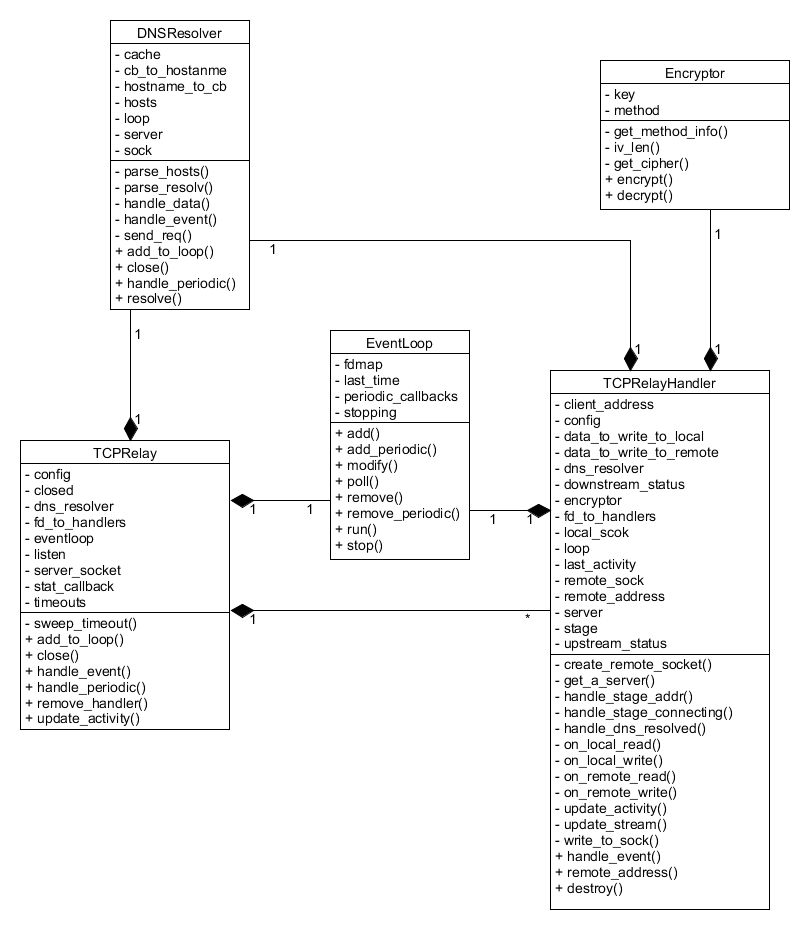 DNSResolver
- cache
- cb_to_hostanme
- hostname_to_cb
- hosts
- loop
- server
- sock
- parse_hosts()
- parse_resolv()
- handle_data()
- handle_event()
- send_req()
+ add_to_loop()
+ close()
+ handle_periodic()
+ resolve()
Encryptor
- key
- method
- get_method_info()
- iv_len()
- get_cipher()
+ encrypt()
+ decrypt()
1
1
1
1
1
1
EventLoop
- fdmap
- last_time
- periodic_callbacks
- stopping
+ add()
+ add_periodic()
+ modify()
+ poll()
+ remove()
+ remove_periodic()
+ run()
+ stop()
TCPRelay
- config
- closed
- dns_resolver
- fd_to_handlers
- eventloop
- listen
- server_socket
- stat_callback
- timeouts
- sweep_timeout()
+ add_to_loop()
+ close()
+ handle_event()
+ handle_periodic()
+ remove_handler()
+ update_activity()
1
1
1
1
1
*
TCPRelayHandler
- client_address
- config
- data_to_write_to_local
- data_to_write_to_remote
- dns_resolver
- downstream_status
- encryptor
- fd_to_handlers
- local_scok
- loop
- last_activity
- remote_sock
- remote_address
- server
- stage
- upstream_status
- create_remote_socket()
- get_a_server()
- handle_stage_addr()
- handle_stage_connecting()
- handle_dns_resolved()
- on_local_read()
- on_local_write()
- on_remote_read()
- on_remote_write()
- update_activity()
- update_stream()
- write_to_sock()
+ handle_event()
+ remote_address()
+ destroy()